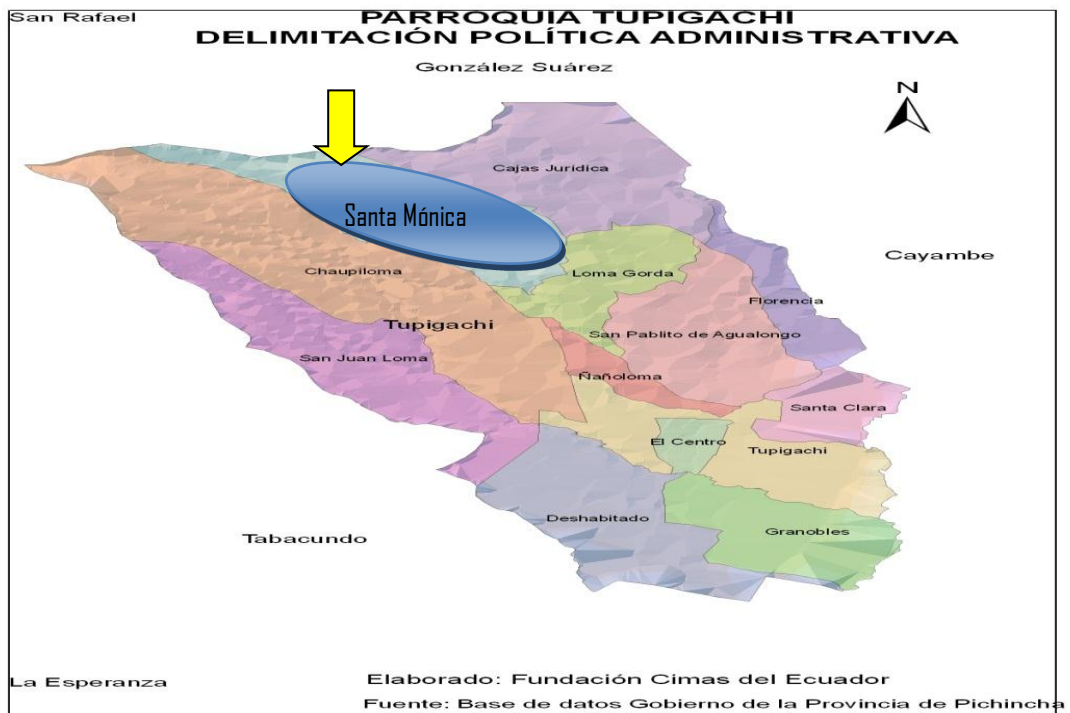 San Rafael
PARROQUIA TUPIGACHI
DELIMITACIÓN POLÍTICA ADMINISTRATIVA
González Suárez
N
Cajas Juridica
Santa Mónica
Cayambe
Chaupiloma
Loma Gorda
Florencia
Tupigachi
San Pablito de Agualongo
San Juan Loma
Ñañoloma
Santa Clara
El Centro
Tupigachi
Deshabitado
Granobles
Tabacundo
La Esperanza
Elaborado: Fundación Cimas del Ecuador
Fuente: Base de datos Gobierno de la Provincia de Pichincha